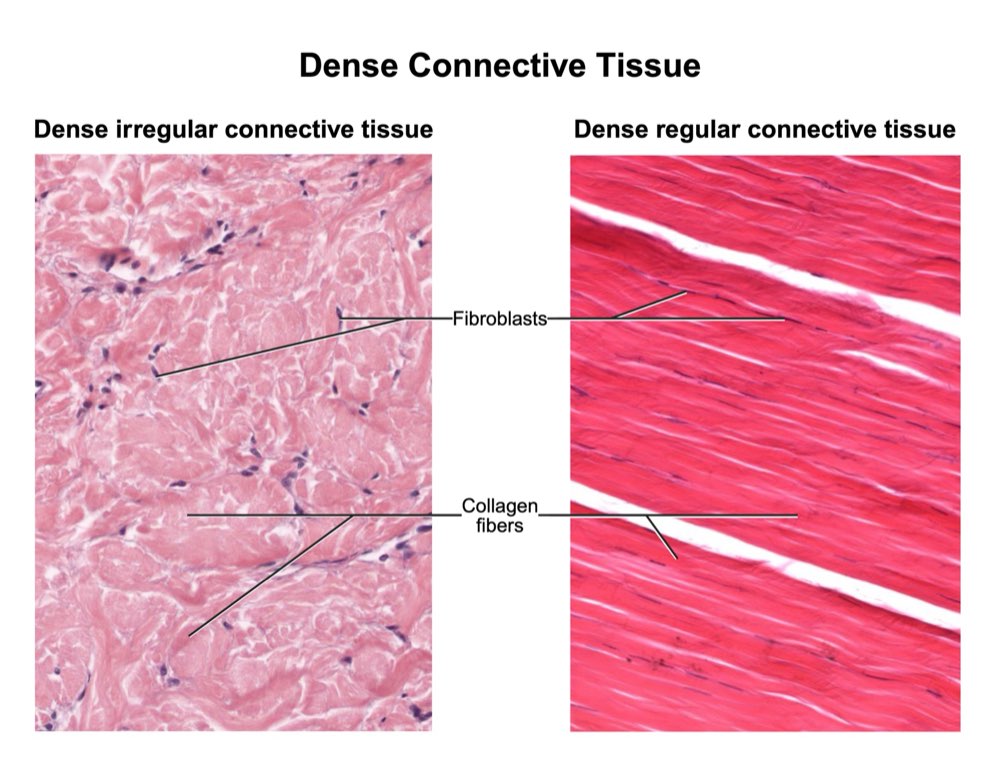 Dense Connective Tissue
Dense irregular connective tissue
Dense regular connective tissue
Fibroblasts
Collagen
fibers